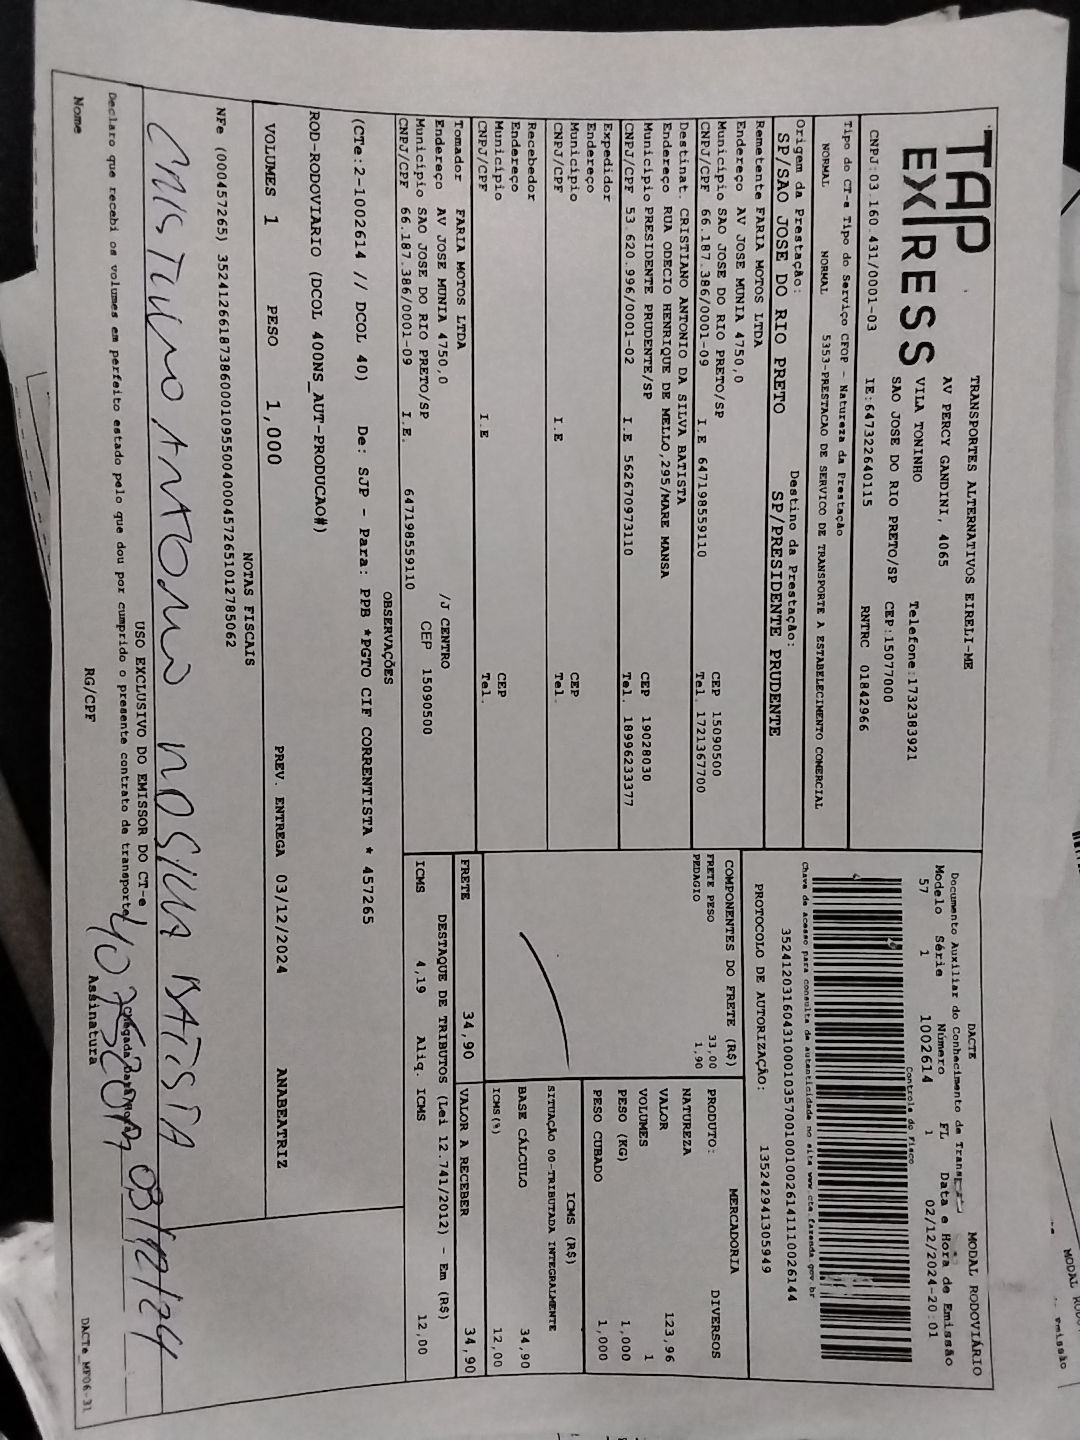 TAP
EXPRESS
TRANSPORTES ALTERNATIVOS EIRELI-ME
AV PERCY GANDINI, 4065
VILA TONINHO Telefone:1732383921
SAO JOSE DO RIO PRETO/SP CEP:15077000
CNPJ:03.160.431/0001-03 IE:647322640115 RNTRC 01842966
DACTE MODAL RODOVIÁRIO
Documento Auxiliar do Conhecimento de
Modelo Série Número FL Data e Hora de Emissão
57 1 1002614 1 02/12/2024-20:01
Controle do Fisco
Chave de acesso para consulta de autenticidade no site www.cte.fazenda.gov.br
35241203160431000103570010010026141110026144
PROTOCOLO DE AUTORIZAÇÃO: 135242941305949
Tipo do CT-e Tipo do Serviço CFOP - Natureza da Prestação
NORMAL NORMAL 5353-PRESTACAO DE SERVICO DE TRANSPORTE A ESTABELECIMENTO COMERCIAL
Origem da Prestação: Destino da Prestação:
SP/SAO JOSE DO RIO PRETO SP/PRESIDENTE PRUDENTE
Remetente FARIA MOTOS LTDA
Endereço AV JOSE MUNIA 4750,0
Município SAO JOSE DO RIO PRETO/SP CEP 15090500
CNPJ/CPF 66.187.386/0001-09 I.E 647198559110 Tel. 1721367700
Destinat. CRISTIANO ANTONIO DA SILVA BATISTA
Endereço RUA ODECIO HENRIQUE DE MELLO,295/MARE MANSA
Município PRESIDENTE PRUDENTE/SP CEP 19028030
CNPJ/CPF 53.620.996/0001-02 I.E 562670973110 Tel. 18996233377
Expedidor
Endereço
Município CEP
CNPJ/CPF I.E Tel.
Recebedor
Endereço
Município CEP
CNPJ/CPF I.E Tel.
Tomador FARIA MOTOS LTDA
Endereço AV JOSE MUNIA 4750,0 /J CENTRO
Município SAO JOSE DO RIO PRETO/SP CEP 15090500
CNPJ/CPF 66.187.386/0001-09 I.E. 647198559110
COMPONENTES DO FRETE (R$)
FRETE PESO 33,00
PEDAGIO 1,90
MERCADORIA
PRODUTO: DIVERSOS
NATUREZA
VALOR 123,96
VOLUMES 1
PESO (KG) 1,000
PESO CUBADO 1,000
ICMS (R$)
SITUAÇÃO 00-TRIBUTADA INTEGRALMENTE
BASE CÁLCULO 34,90
ICMS(%) 12,00
FRETE 34,90 VALOR A RECEBER 34,90
DESTAQUE DE TRIBUTOS (Lei 12.741/2012) - Em (R$)
ICMS 4,19 Aliq. ICMS 12,00
OBSERVAÇÕES
(CTe:2-1002614 // DCOL 40) De: SJP - Para: PPB *PGTO CIF CORRENTISTA * 457265
ROD-RODOVIARIO (DCOL 400NS_AUT-PRODUCAO#)
VOLUMES 1 PESO 1,000 PREV. ENTREGA 03/12/2024 ANABEATRIZ
NOTAS FISCAIS
NFe (000457265) 35241266187386000109550040004572651012785062
CRISTIANO ANTONIO DA SILVA BATISTA
USO EXCLUSIVO DO EMISSOR DO CT-e
Declaro que recebi os volumes em perfeito estado pelo que dou por cumprido o presente contrato de transporte
03/12/24
Nome RG/CPF Assinatura
DACTe_MF06-31
MODAL